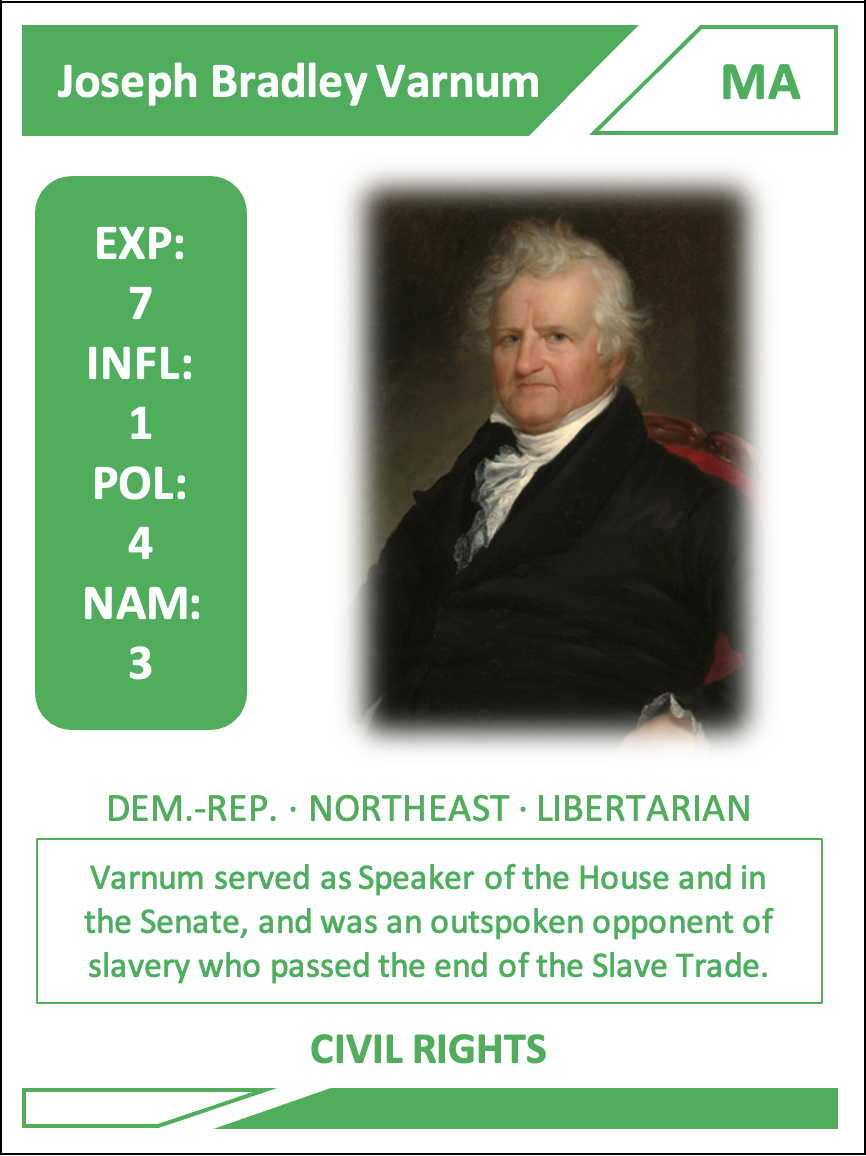 Joseph Bradley Varnum
MA
EXP:
7
INFL:
1
POL:
4
NAM:
3
DEM.-REP. · NORTHEAST · LIBERTARIAN
Varnum served as Speaker of the House and in
the Senate, and was an outspoken opponent of
slavery who passed the end of the Slave Trade.
CIVIL RIGHTS